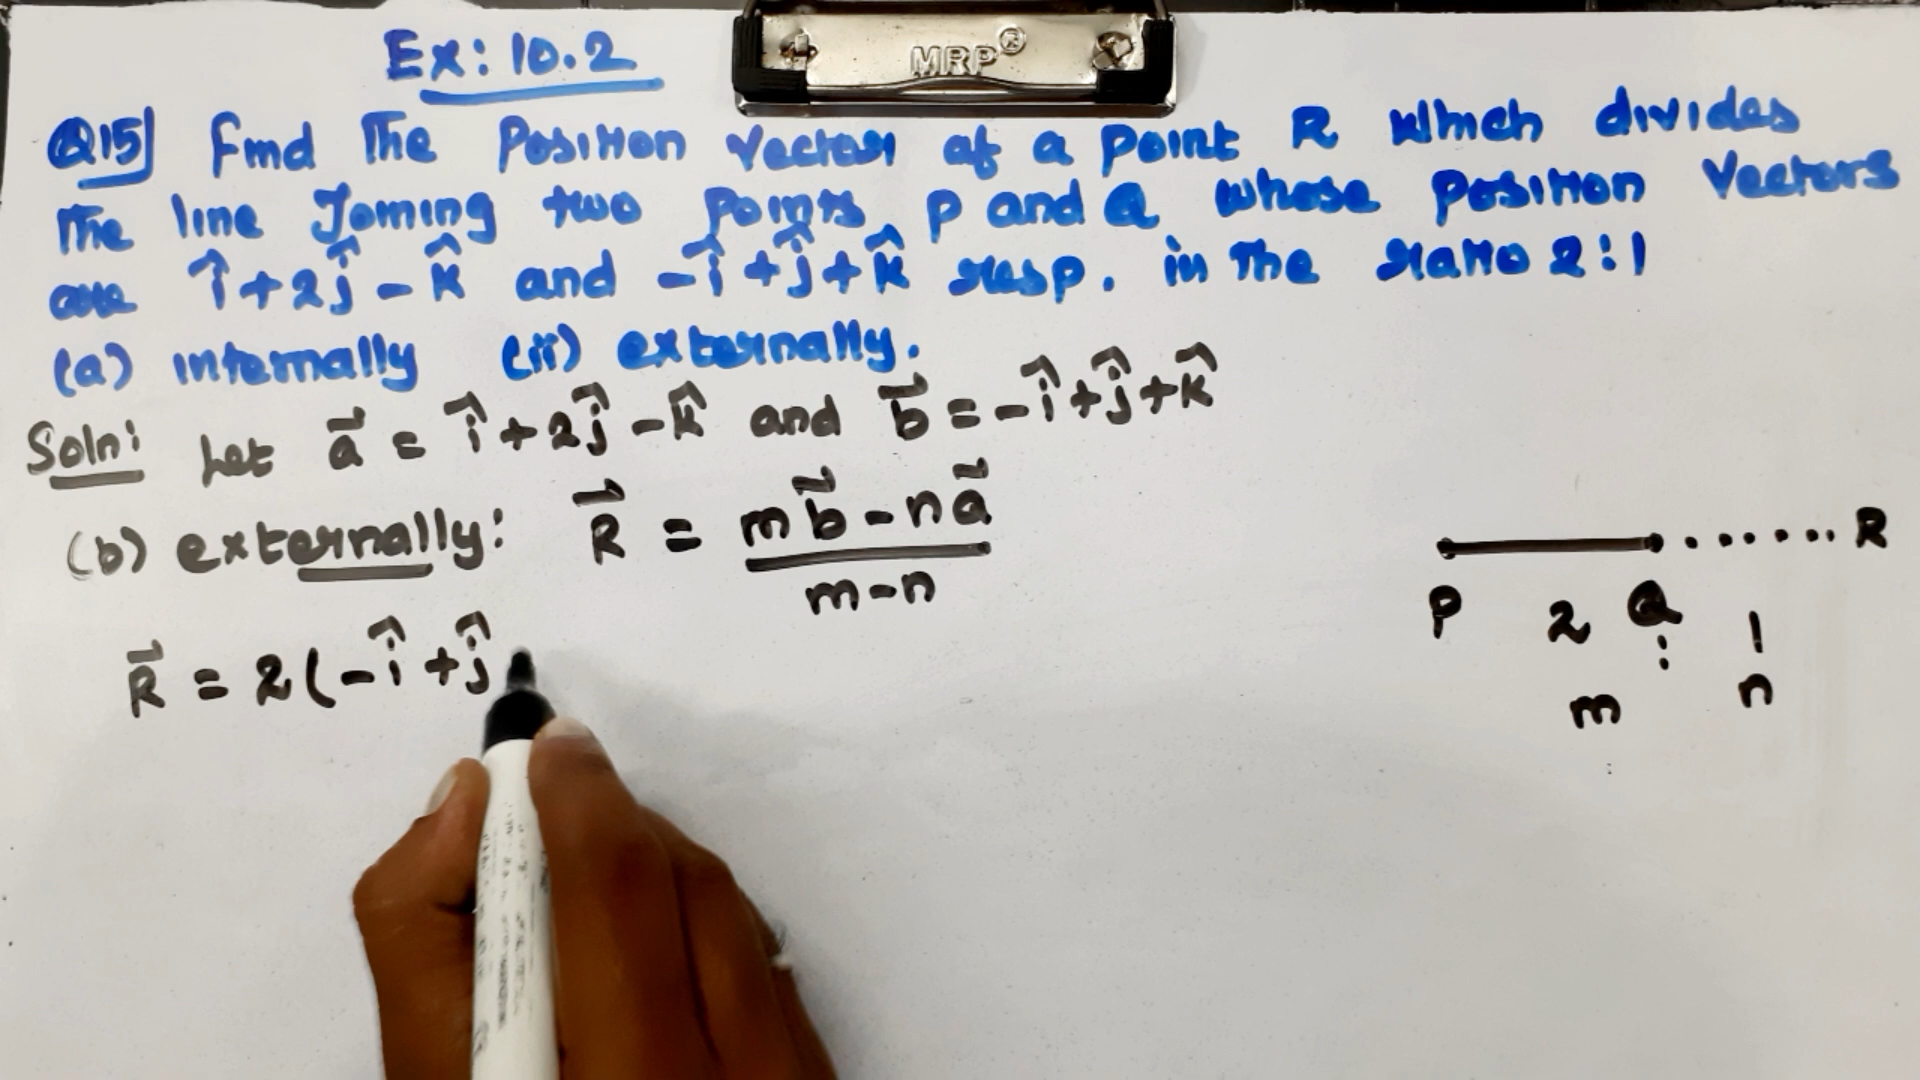 MRP®
Ex: 10.2
Q15] Find The Position Vector of a point R which divides
The line Joining two points P and Q whose position Vectors
are î+2ĵ-k̂ and -î+ĵ+k̂ resp. in The ratio 2:1
(a) internally (ii) externally.
Soln: Let a⃗ = î+2ĵ-k̂ and b⃗ = -î+ĵ+k̂
(b) externally: R⃗ = mb⃗-na⃗
m-n
R⃗ = 2(-î+ĵ
R
P 2 Q 1
: 
m n